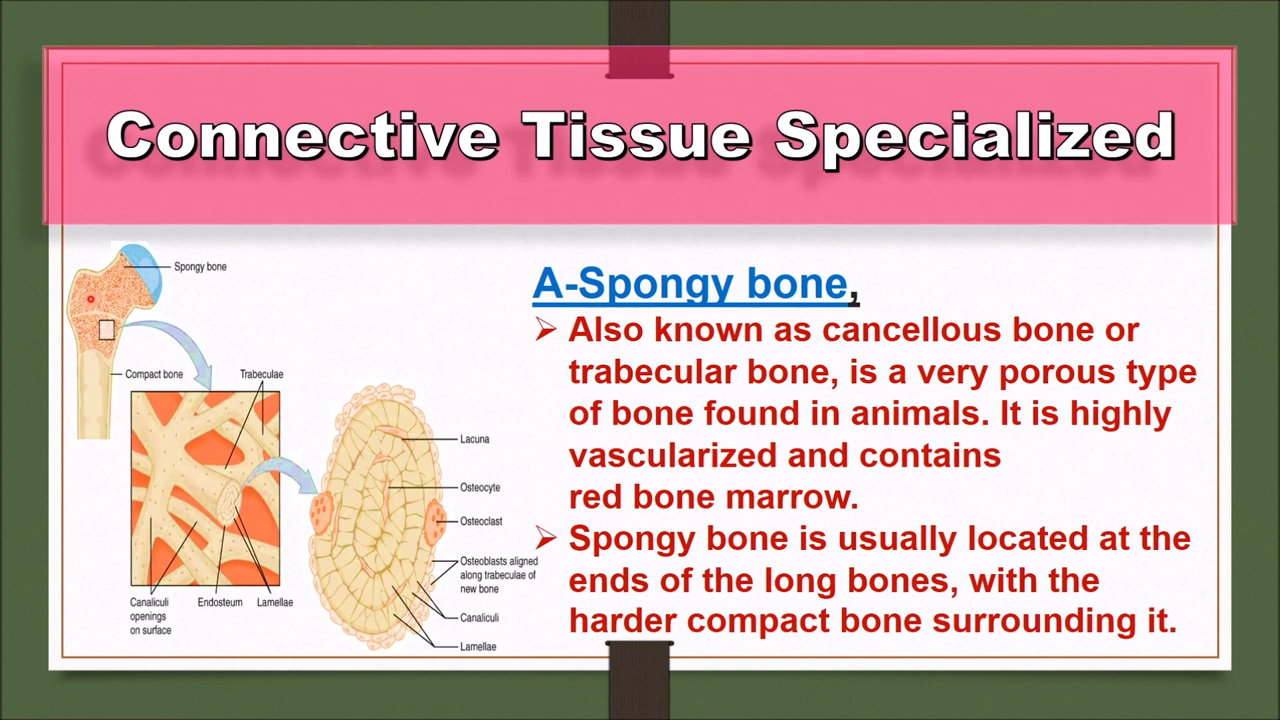 Connective Tissue Specialized
Spongy bone
Compact bone
Trabeculae
Canaliculi
openings
on surface
Endosteum
Lamellae
Lacuna
Osteocyte
Osteoclast
Osteoblasts aligned
along trabeculae of
new bone
Canaliculi
Lamellae
A-Spongy bone,
Also known as cancellous bone or
trabecular bone, is a very porous type
of bone found in animals. It is highly
vascularized and contains
red bone marrow.
Spongy bone is usually located at the
ends of the long bones, with the
harder compact bone surrounding it.